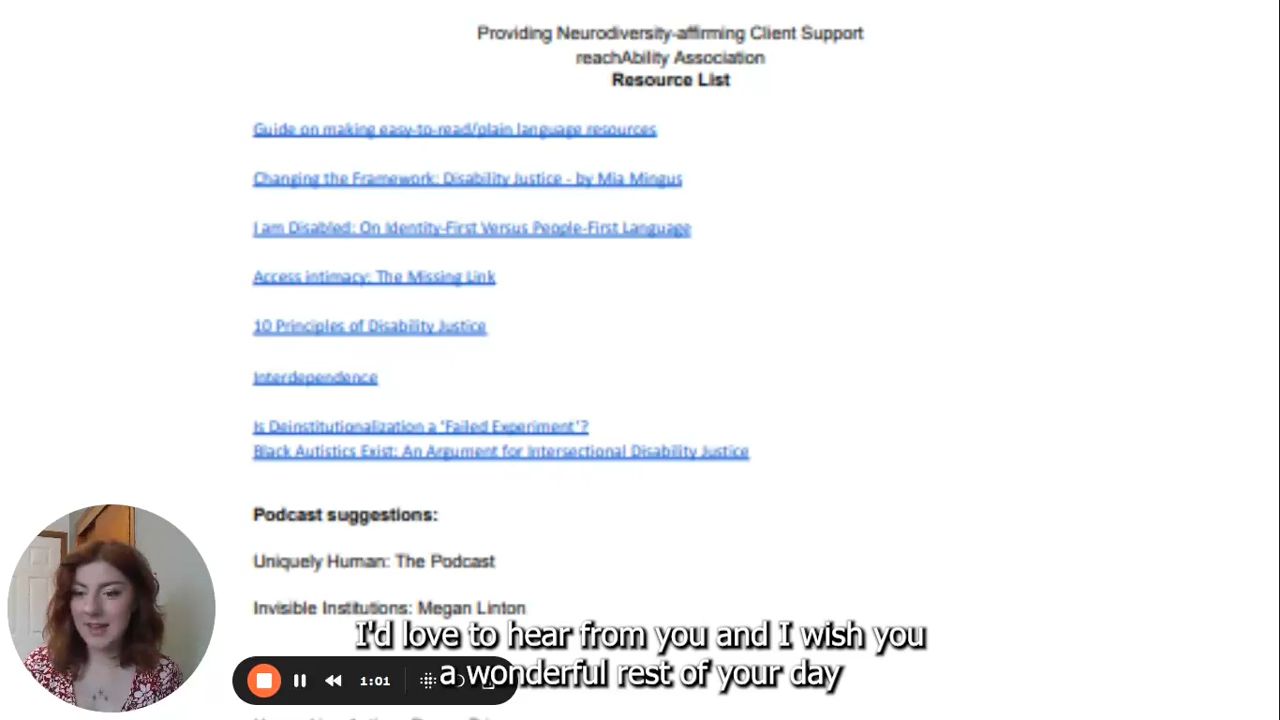 Providing Neurodiversity-affirming Client Support
reachAbility Association
Resource List
Guide on making easy-to-read/plain language resources
Changing the Framework: Disability Justice - by Mia Mingus
I am Disabled: On Identity-First Versus People-First Language
Access intimacy: The Missing Link
10 Principles of Disability Justice
Interdependence
Is Deinstitutionalization a 'Failed Experiment'?
Black Autistics Exist: An Argument for Intersectional Disability Justice
Podcast suggestions:
Uniquely Human: The Podcast
Invisible Institutions: Megan Linton
I'd love to hear from you and I wish you
a wonderful rest of your day
1:01